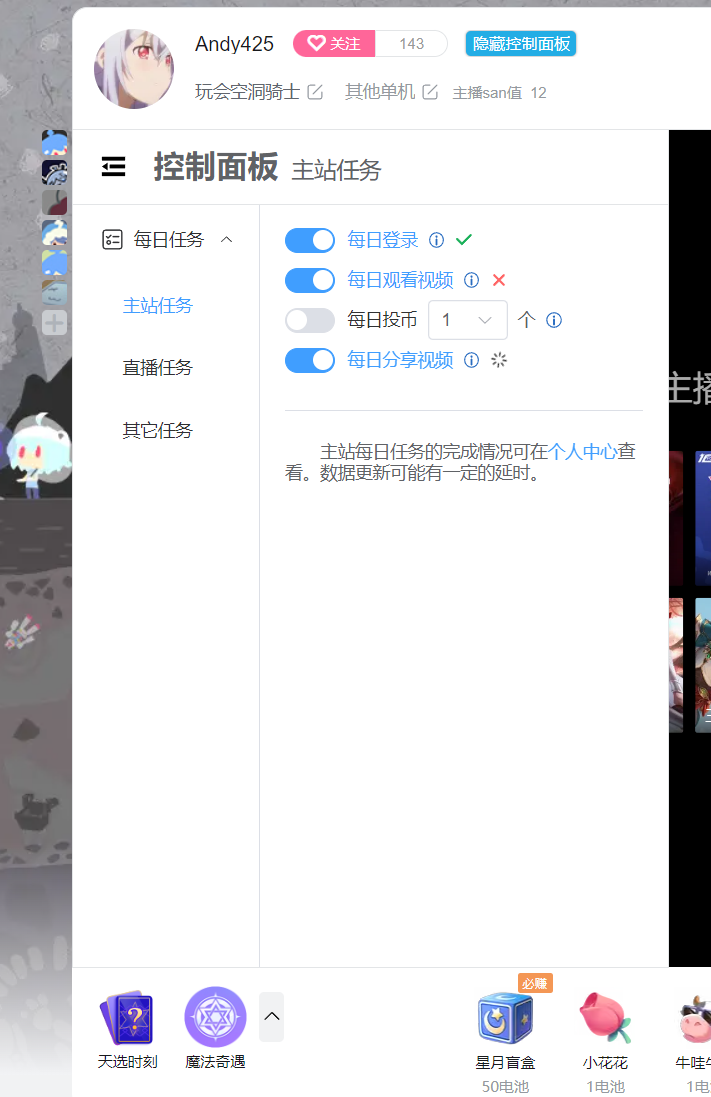 Andy425 关注 143 隐藏控制面板
玩会空洞骑士 其他单机 主播san值 12
控制面板 主站任务
每日任务
主站任务
直播任务
其它任务
每日登录
每日观看视频
每日投币 1 个
每日分享视频
主站每日任务的完成情况可在个人中心查
看。数据更新可能有一定的延时。
主播
必赚
天选时刻 魔法奇遇 星月盲盒 小花花 牛哇牛
50电池 1电池 1电